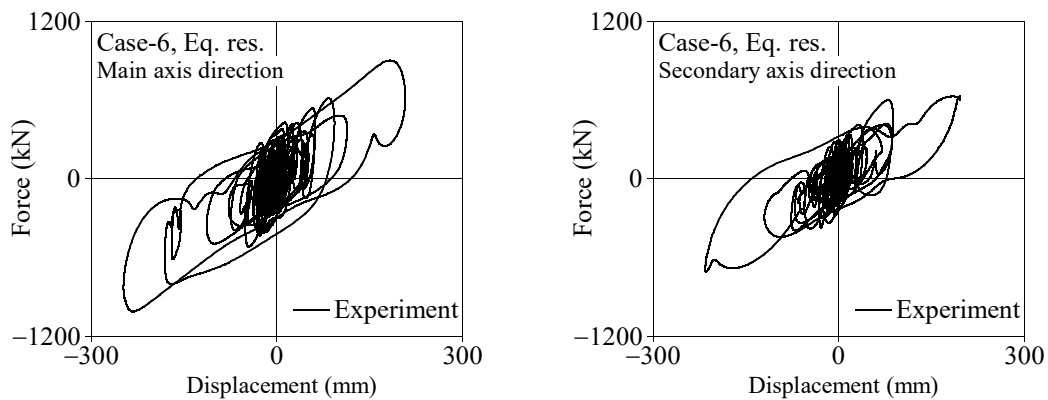 1200
Case-6, Eq. res.
Main axis direction
0
Force (kN)
Experiment
−1200
−300
0
300
Displacement (mm)
1200
Case-6, Eq. res.
Secondary axis direction
0
Force (kN)
Experiment
−1200
−300
0
300
Displacement (mm)